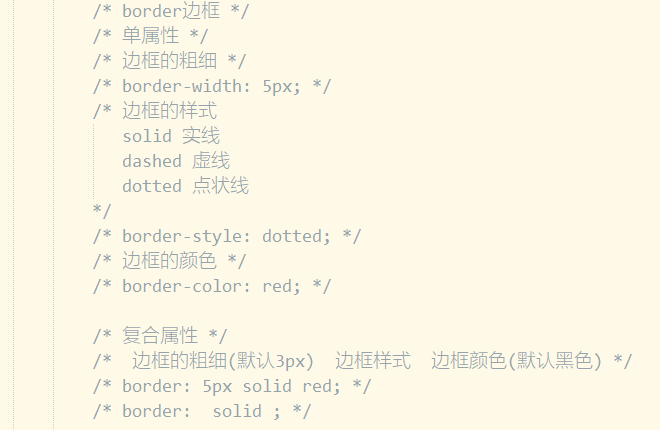 /* border边框 */
/* 单属性 */
/* 边框的粗细 */
/* border-width: 5px; */
/* 边框的样式
solid 实线
dashed 虚线
dotted 点状线
*/
/* border-style: dotted; */
/* 边框的颜色 */
/* border-color: red; */
/* 复合属性 */
/*  边框的粗细(默认3px)  边框样式  边框颜色(默认黑色) */
/* border: 5px solid red; */
/* border:  solid ; */